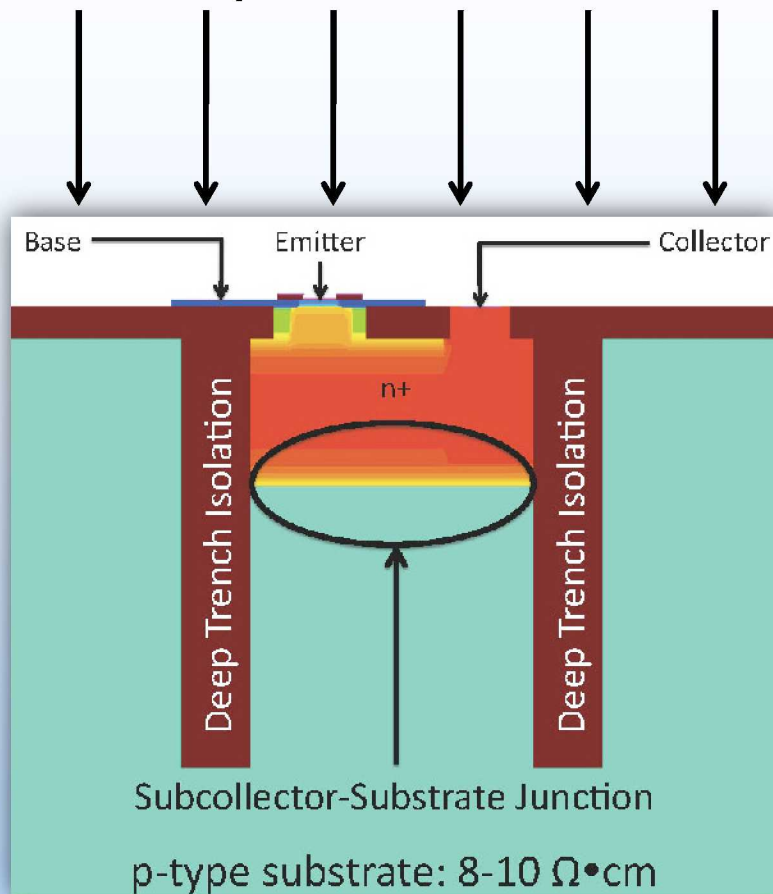 Base
Emitter
Collector
n+
Deep Trench Isolation
Deep Trench Isolation
Subcollector-Substrate Junction
p-type substrate: 8-10 Ω•cm